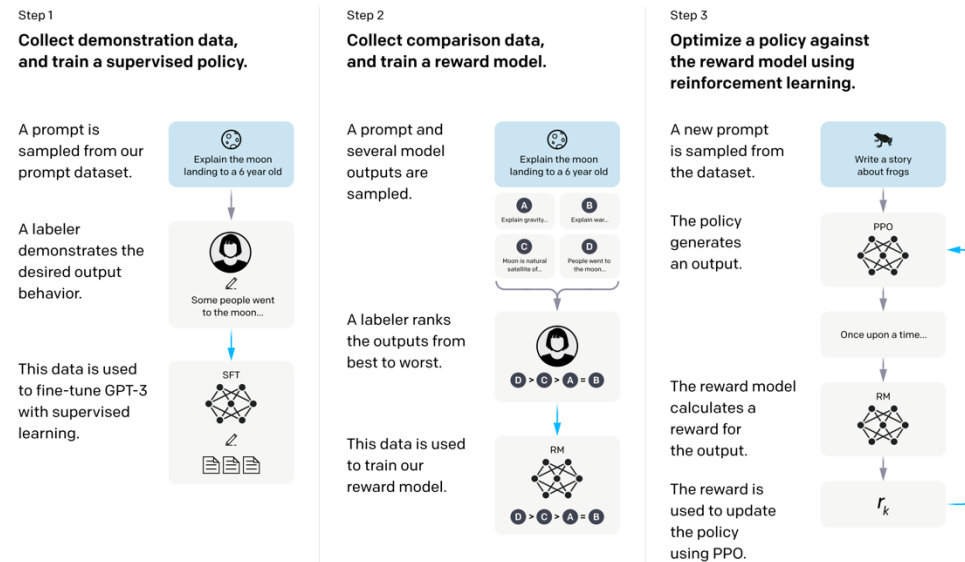 Step 1
Collect demonstration data,
and train a supervised policy.
A prompt is
sampled from our
prompt dataset.
Explain the moon
landing to a 6 year old
A labeler
demonstrates the
desired output
behavior.
Some people went
to the moon...
This data is used
to fine-tune GPT-3
with supervised
learning.
SFT
Step 2
Collect comparison data,
and train a reward model.
A prompt and
several model
outputs are
sampled.
Explain the moon
landing to a 6 year old
A
Explain gravity...
B
Explain war...
C
Moon is natural
satellite of...
D
People went to
the moon...
A labeler ranks
the outputs from
best to worst.
D > C > A = B
This data is used
to train our
reward model.
RM
D > C > A = B
Step 3
Optimize a policy against
the reward model using
reinforcement learning.
A new prompt
is sampled from
the dataset.
Write a story
about frogs
The policy
generates
an output.
PPO
Once upon a time...
The reward model
calculates a
reward for
the output.
RM
The reward is
used to update
the policy
using PPO.
rk